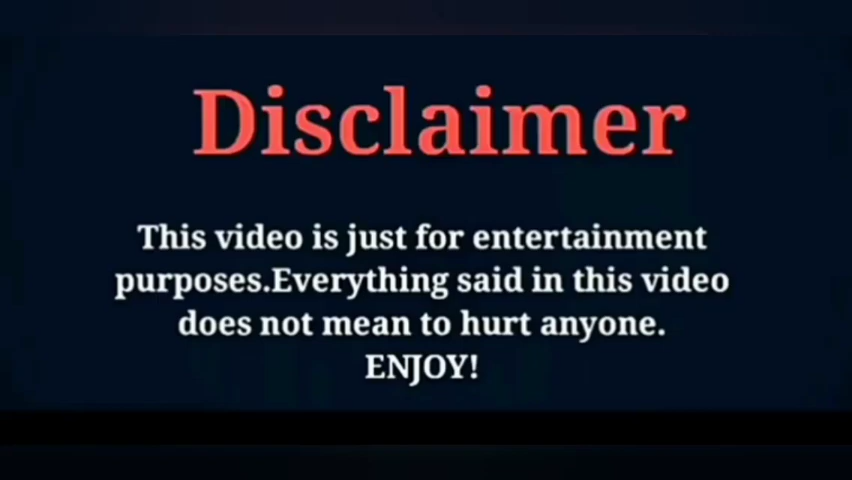 Disclaimer
This video is just for entertainment
purposes.Everything said in this video
does not mean to hurt anyone.
ENJOY!